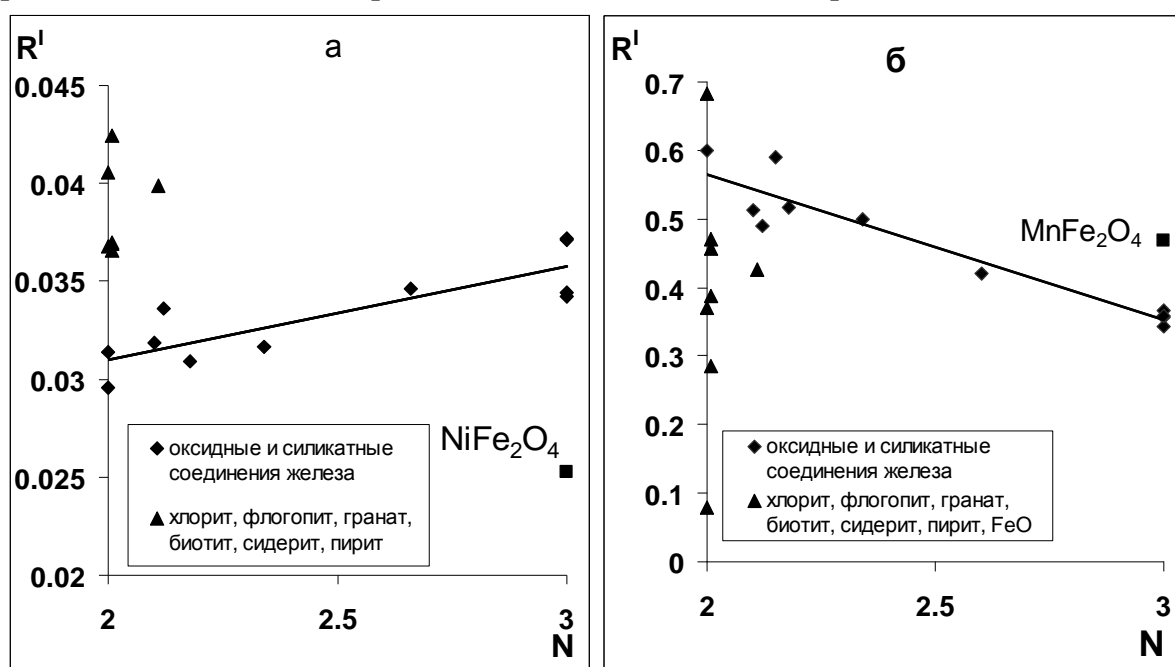 R^I
а
0.045
0.04
0.035
0.03
0.025
0.02
2
2.5
3
N
NiFe₂O₄
оксидные и силикатные
соединения железа
хлорит, флогопит, гранат,
биотит, сидерит, пирит
R^I
б
0.7
0.6
0.5
0.4
0.3
0.2
0.1
0
2
2.5
3
N
MnFe₂O₄
оксидные и силикатные
соединения железа
хлорит, флогопит, гранат,
биотит, сидерит, пирит, FeO